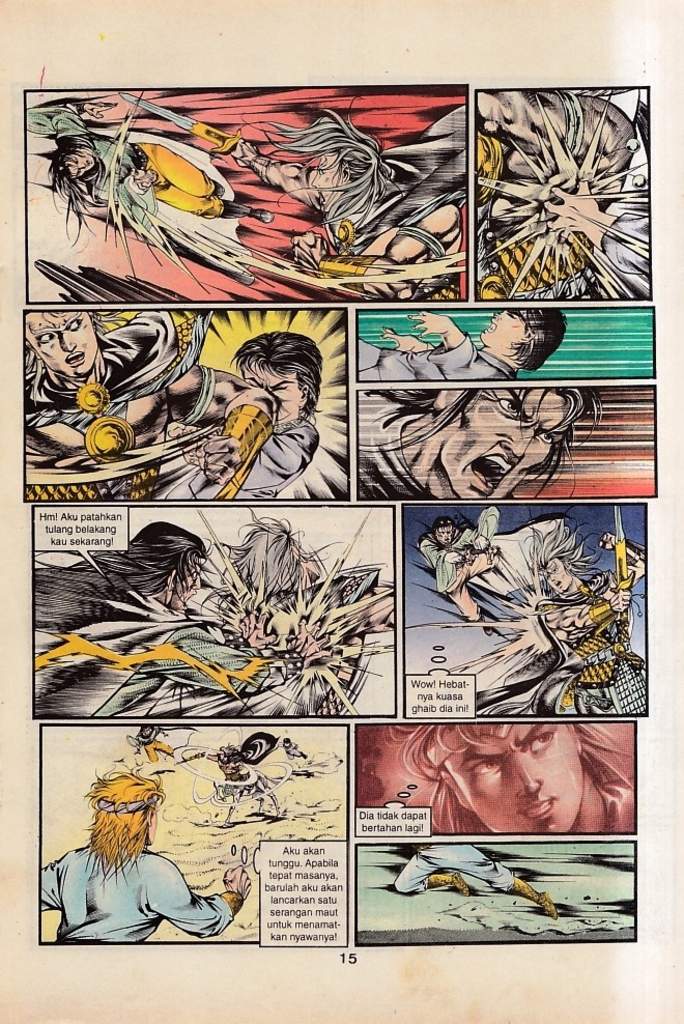 Hm! Aku patahkan
tulang belakang
kau sekarang!
Wow! Hebat-
nya kuasa
ghaib dia ini!
Aku akan
tunggu. Apabila
tepat masanya,
barulah aku akan
lancarkan satu
serangan maut
untuk menamat-
kan nyawanya!
Dia tidak dapat
bertahan lagi!
15